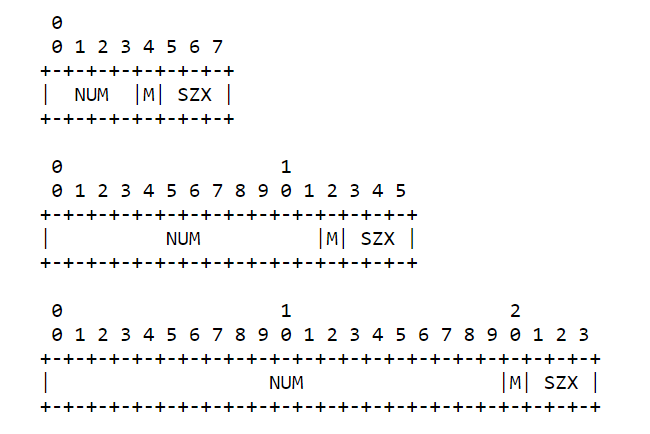 0
 0 1 2 3 4 5 6 7
+-+-+-+-+-+-+-+-+
|  NUM  |M| SZX |
+-+-+-+-+-+-+-+-+

 0                   1
 0 1 2 3 4 5 6 7 8 9 0 1 2 3 4 5
+-+-+-+-+-+-+-+-+-+-+-+-+-+-+-+-+
|          NUM          |M| SZX |
+-+-+-+-+-+-+-+-+-+-+-+-+-+-+-+-+

 0                   1                   2
 0 1 2 3 4 5 6 7 8 9 0 1 2 3 4 5 6 7 8 9 0 1 2 3
+-+-+-+-+-+-+-+-+-+-+-+-+-+-+-+-+-+-+-+-+-+-+-+-+
|                   NUM                 |M| SZX |
+-+-+-+-+-+-+-+-+-+-+-+-+-+-+-+-+-+-+-+-+-+-+-+-+